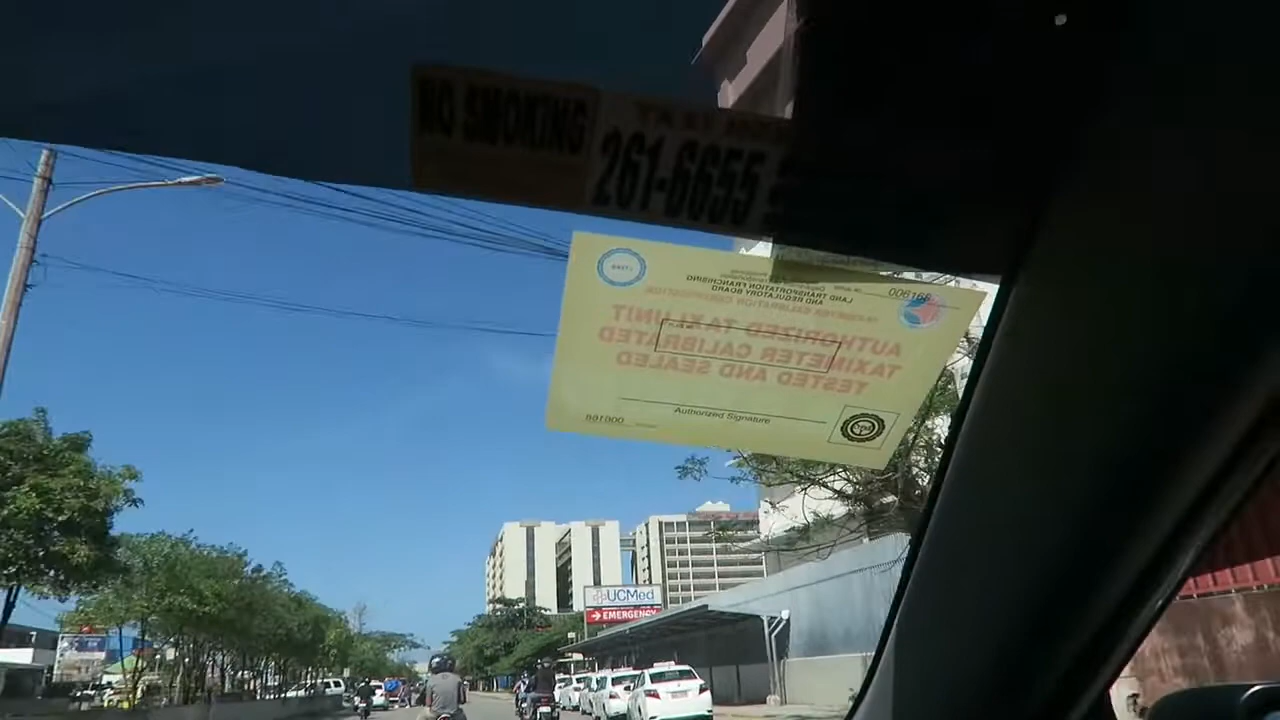 NO SMOKING
261-6655
LAND TRANSPORTATION FRANCHISING
AND REGULATORY BOARD
AUTHORIZED TAXI UNIT
TAXIMETER CALIBRATED
TESTED AND SEALED
Authorized Signature
UCMed
EMERGENCY